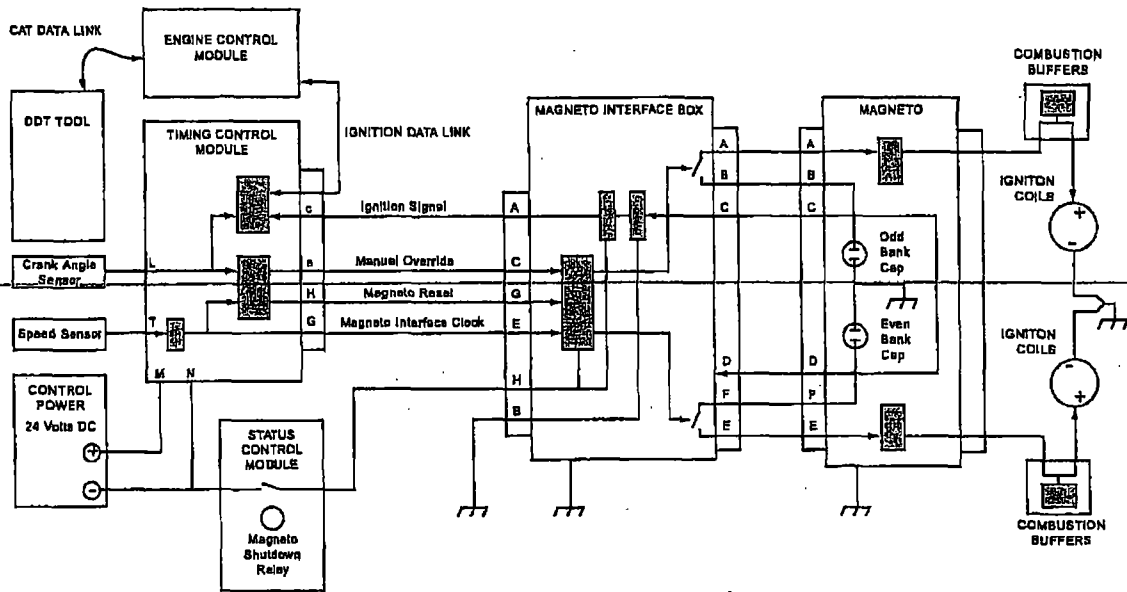 CAT DATA LINK
ENGINE CONTROL
MODULE
COMBUSTION
BUFFERS
DDT TOOL
TIMING CONTROL
MODULE
IGNITION DATA LINK
MAGNETO INTERFACE BOX
MAGNETO
A
A
B
B
IGNITON
COILS
C
Ignition Signal
A
C
C
+
-
Odd
Bank
Cap
Crank Angle
Sensor
L
B
Manual Override
C
H
Magneto Reset
G
Speed Sensor
T
G
Magneto Interface Clock
E
Even
Bank
Cap
IGNITON
COILS
M
N
D
D
-
+
CONTROL
POWER
24 Volts DC
H
F
F
B
E
E
+
-
STATUS
CONTROL
MODULE
Magneto
Shutdown
Relay
COMBUSTION
BUFFERS